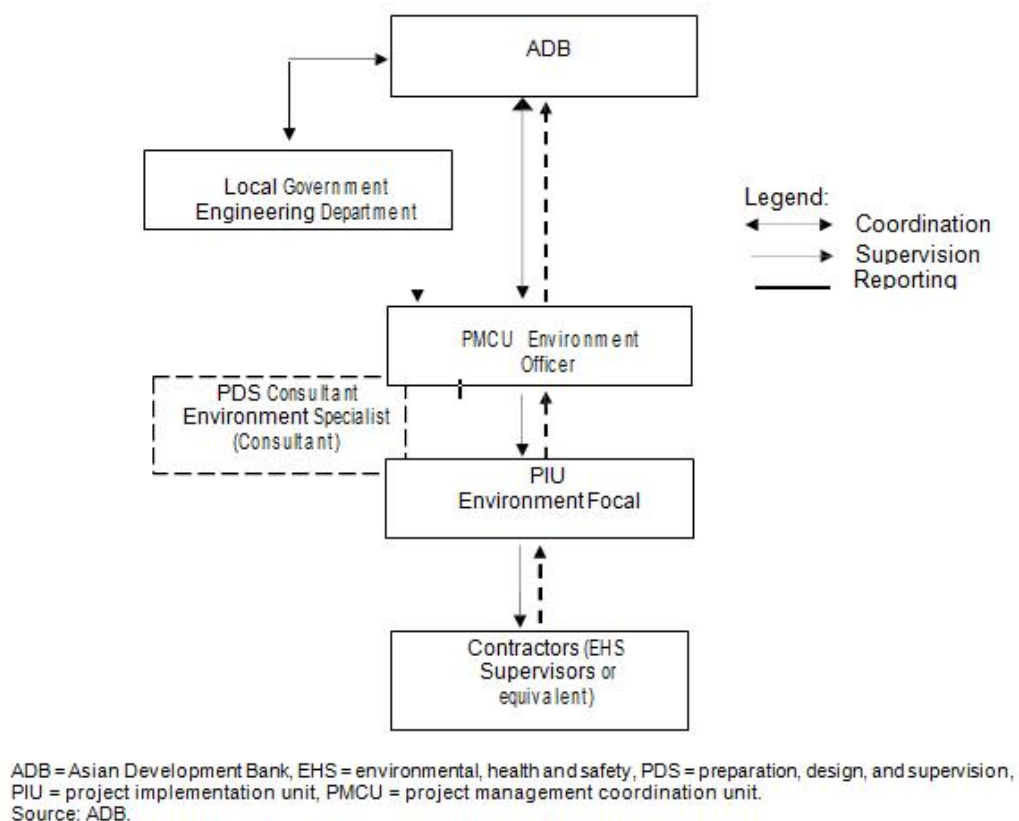 ADB
Local Government
Engineering Department
Legend:
Coordination
Supervision
Reporting
PMCU Environment
Officer
PDS Consultant
Environment Specialist
(Consultant)
PIU
Environment Focal
Contractors (EHS
Supervisors or
equivalent)
ADB = Asian Development Bank, EHS = environmental, health and safety, PDS = preparation, design, and supervision,
PIU = project implementation unit, PMCU = project management coordination unit.
Source: ADB.